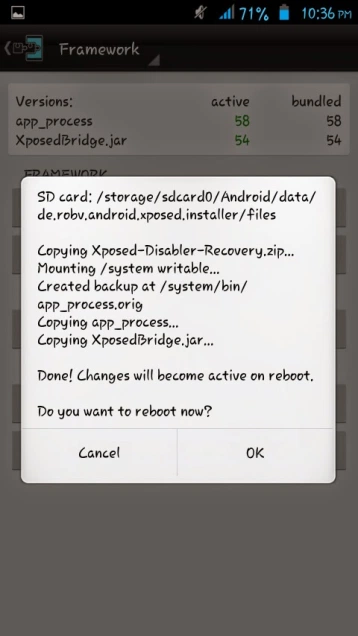 71% 10:36 PM
Framework
Versions: active bundled
app_process 58 58
XposedBridge.jar 54 54
FRAMEWORK
SD card: /storage/sdcard0/Android/data/
de.robv.android.xposed.installer/files
Copying Xposed-Disabler-Recovery.zip...
Mounting /system writable...
Created backup at /system/bin/
app_process.orig
Copying app_process...
Copying XposedBridge.jar...
Done! Changes will become active on reboot.
Do you want to reboot now?
Cancel OK